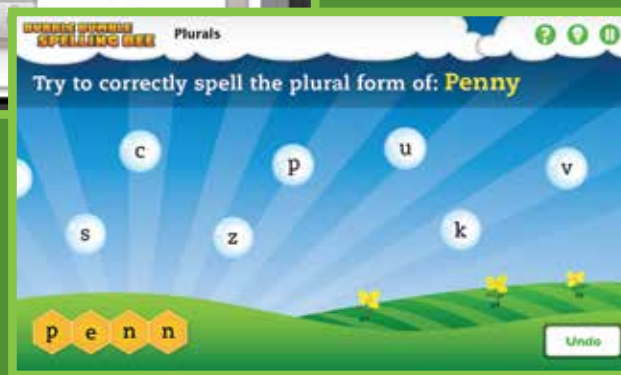 BUBBLE BUMBLE
SPELLING BEE
Plurals
? 
Try to correctly spell the plural form of: Penny
c
p
u
v
s
z
k
p e n n
Undo